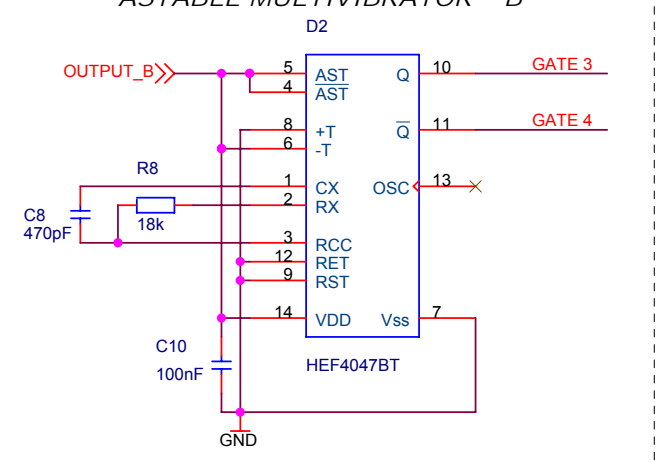 ASTABLE MULTIVIBRATOR - B
D2
OUTPUT_B
5 AST Q 10 GATE 3
4 AST
8 +T Q 11 GATE 4
6 -T
R8
1 CX OSC 13
2 RX
C8
470pF
18k
3 RCC
12 RET
9 RST
14 VDD Vss 7
C10
100nF
HEF4047BT
GND